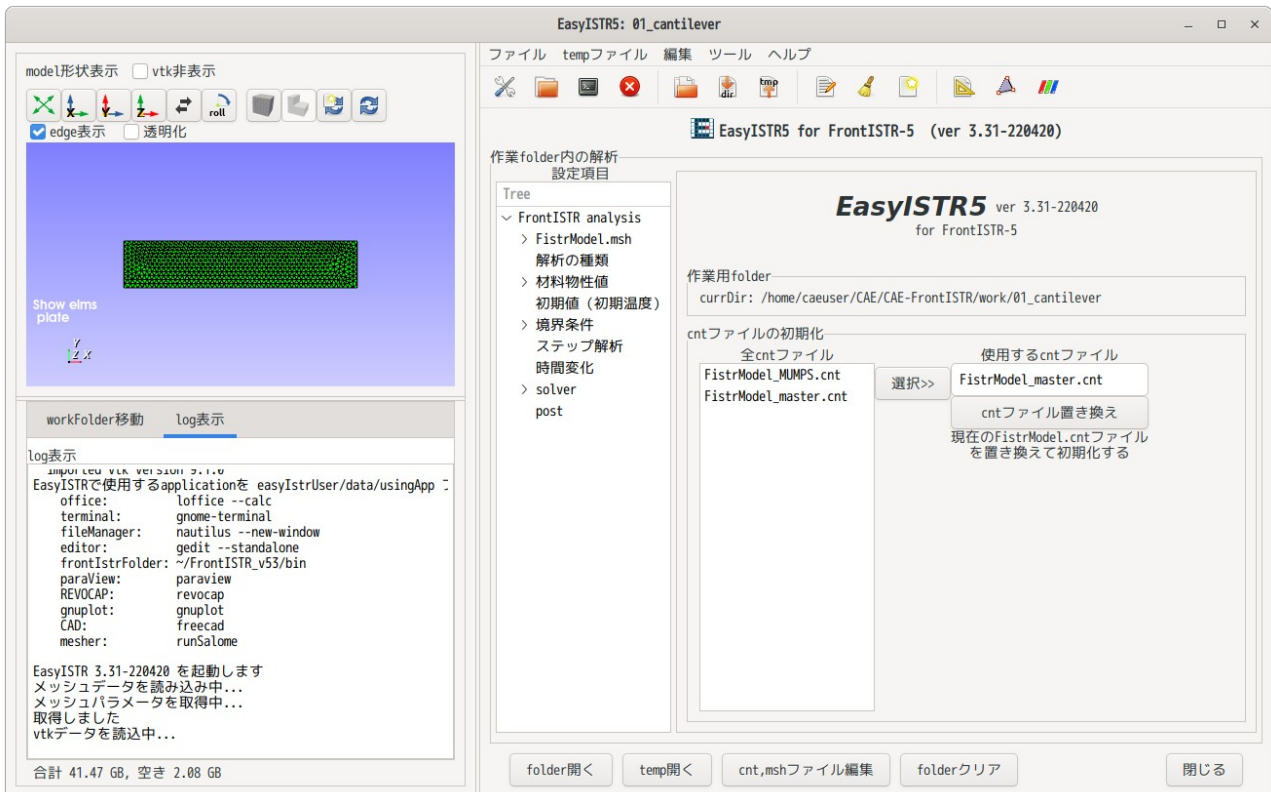 EasyISTR5: 01_cantilever
model形状表示 vtk非表示
roll
edge表示 透明化
Show elms
plate
Y
Z X
workFolder移動 log表示
log表示
imported vtk version 9.1.0
EasyISTRで使用するapplicationを easyIstrUser/data/usingApp フ
office: loffice --calc
terminal: gnome-terminal
fileManager: nautilus --new-window
editor: gedit --standalone
frontIstrFolder: ~/FrontISTR_v53/bin
paraView: paraview
REVOCAP: revocap
gnuplot: gnuplot
CAD: freecad
mesher: runSalome
EasyISTR 3.31-220420 を起動します
メッシュデータを読み込み中...
メッシュパラメータを取得中...
取得しました
vtkデータを読込中...
合計 41.47 GB, 空き 2.08 GB
ファイル tempファイル 編集 ツール ヘルプ
dir tmp
EasyISTR5 for FrontISTR-5 (ver 3.31-220420)
作業folder内の解析
設定項目
Tree
FrontISTR analysis
FistrModel.msh
解析の種類
材料物性値
初期値（初期温度）
境界条件
ステップ解析
時間変化
solver
post
EasyISTR5 ver 3.31-220420
for FrontISTR-5
作業用folder
currDir: /home/caeuser/CAE/CAE-FrontISTR/work/01_cantilever
cntファイルの初期化
全cntファイル
FistrModel_MUMPS.cnt
FistrModel_master.cnt
選択>>
使用するcntファイル
FistrModel_master.cnt
cntファイル置き換え
現在のFistrModel.cntファイル
を置き換えて初期化する
folder開く temp開く cnt,mshファイル編集 folderクリア 閉じる